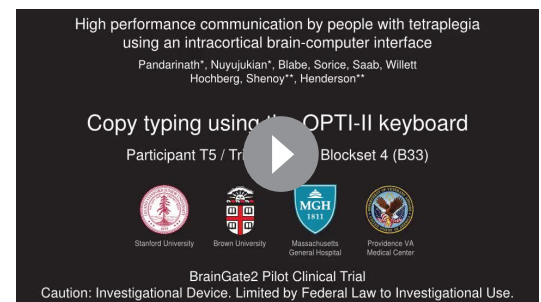 High performance communication by people with tetraplegia
using an intracortical brain-computer interface
Pandarinath*, Nuyujukian*, Blabe, Sorice, Saab, Willett
Hochberg, Shenoy**, Henderson**
Copy typing using OPTI-II keyboard
Participant T5 / Blockset 4 (B33)
MGH
1811
Stanford University
Brown University
Massachusetts
General Hospital
Providence VA
Medical Center
BrainGate2 Pilot Clinical Trial
Caution: Investigational Device. Limited by Federal Law to Investigational Use.